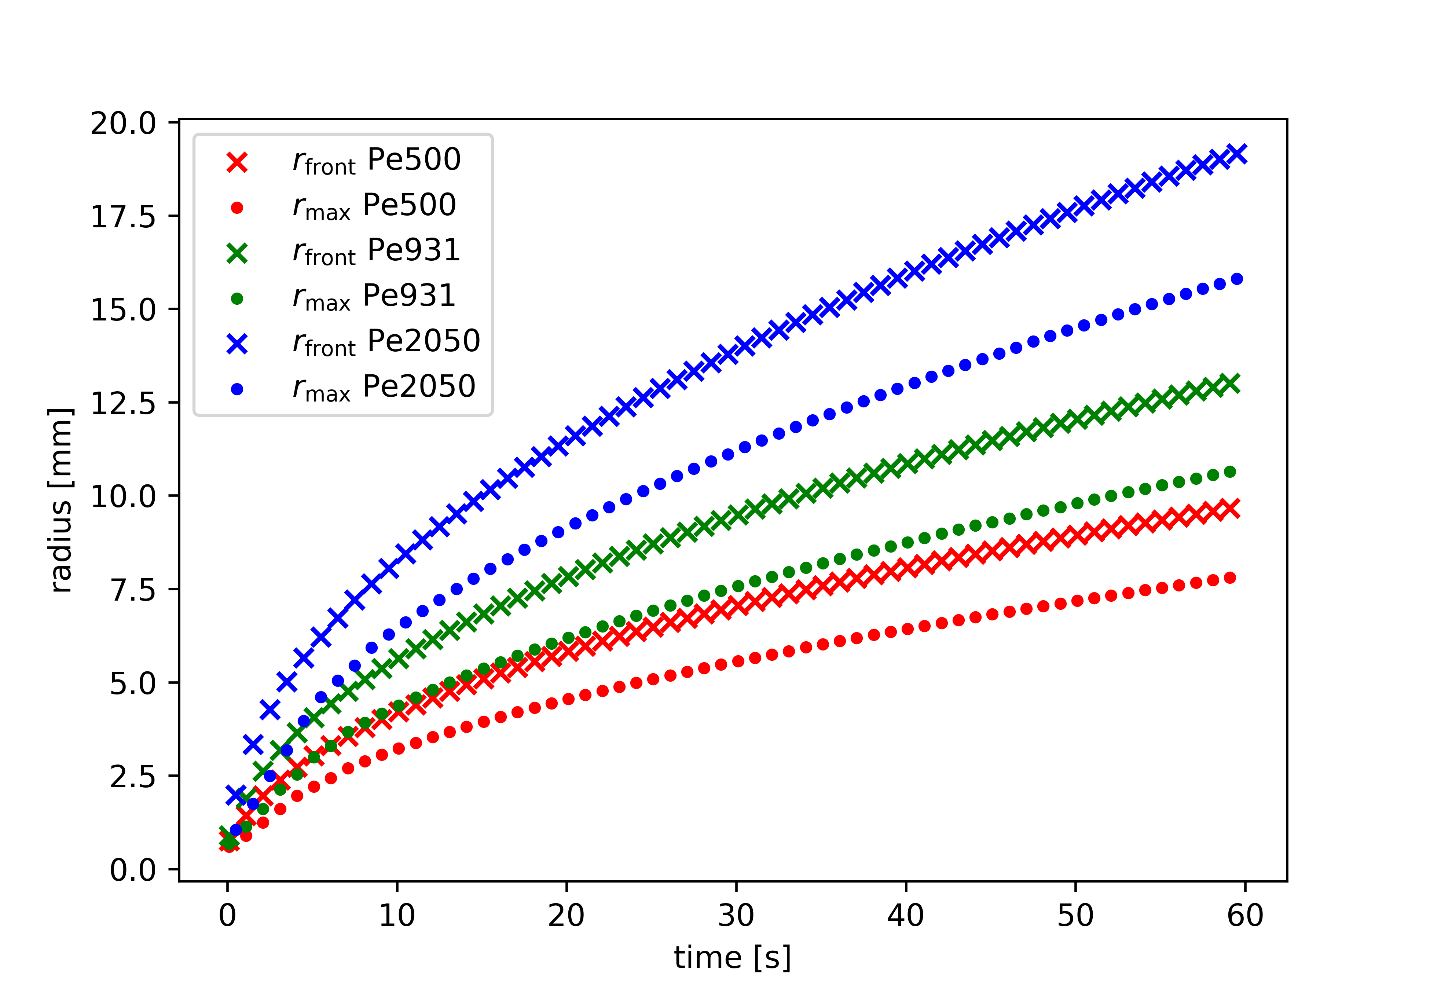 20.0
17.5
15.0
12.5
10.0
7.5
5.0
2.5
0.0
radius [mm]
r_front Pe500
r_max Pe500
r_front Pe931
r_max Pe931
r_front Pe2050
r_max Pe2050
0 10 20 30 40 50 60
time [s]